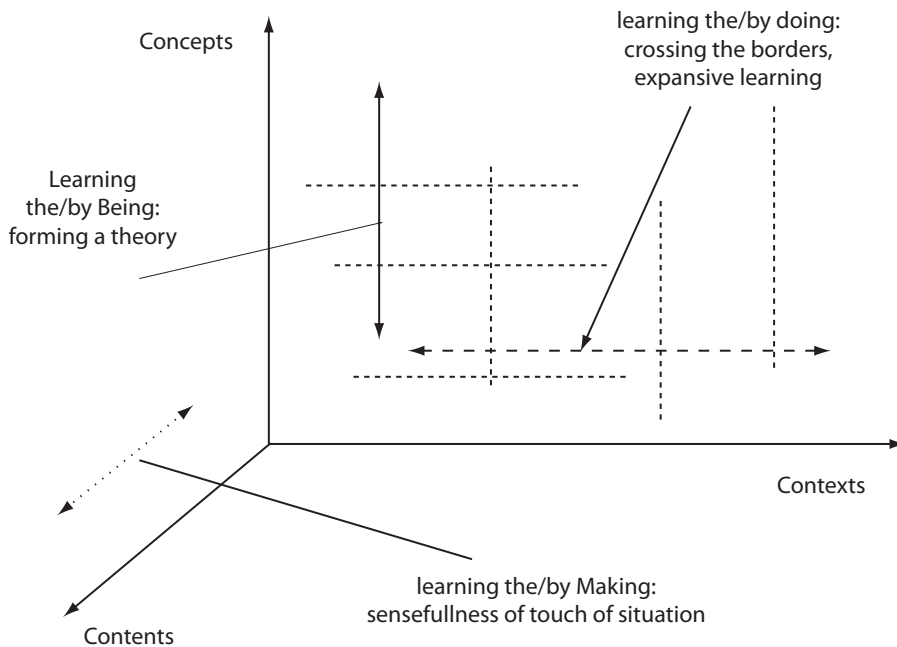 learning the/by doing:
crossing the borders,
expansive learning
Concepts
Learning
the/by Being:
forming a theory
Contexts
learning the/by Making:
sensefullness of touch of situation
Contents